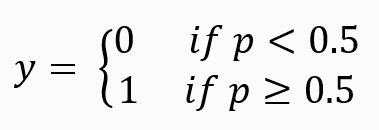 y = { 0 if p < 0.5
1 if p ≥ 0.5